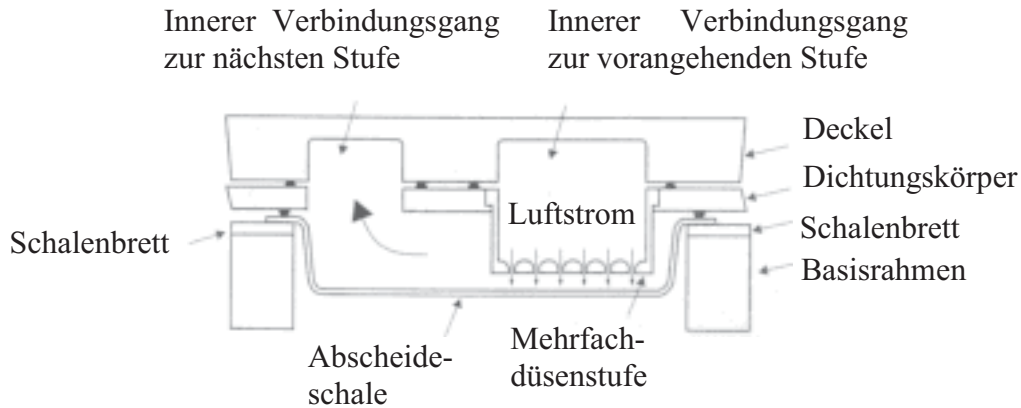 Innerer Verbindungsgang
zur nächsten Stufe
Innerer Verbindungsgang
zur vorangehenden Stufe
Deckel
Dichtungskörper
Luftstrom
Schalenbrett
Schalenbrett
Basisrahmen
Abscheide-
schale
Mehrfach-
düsenstufe